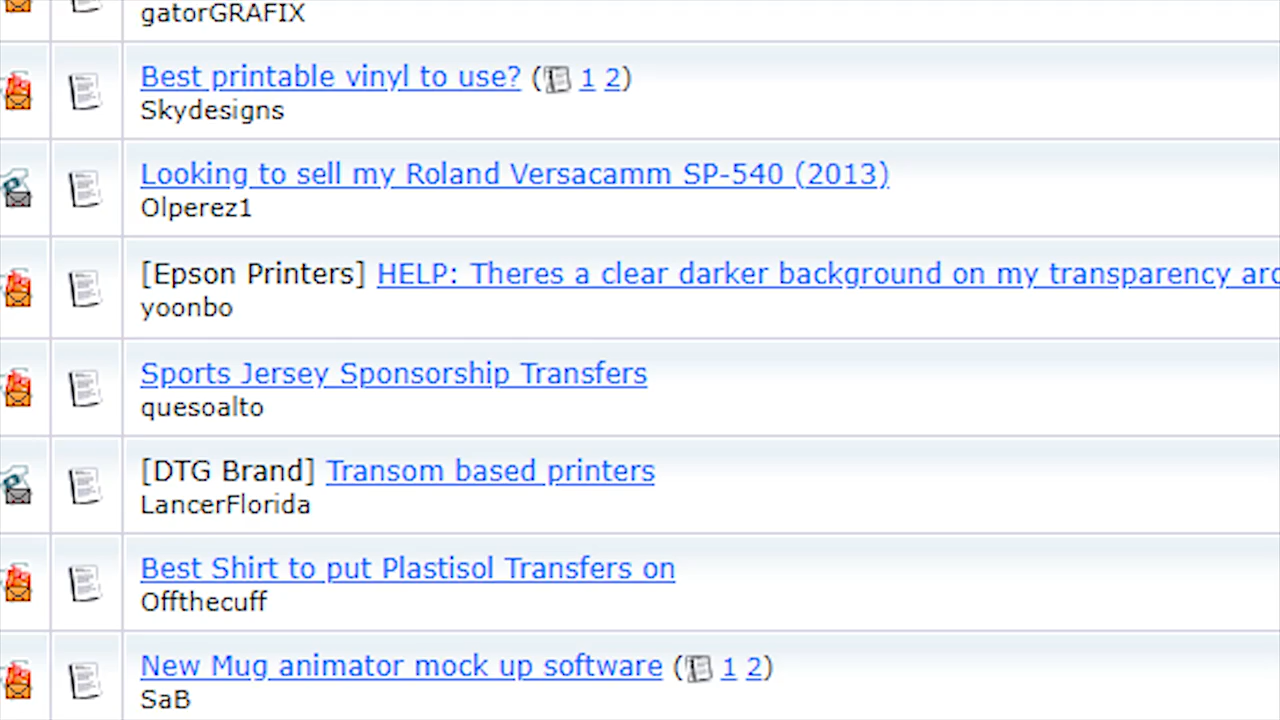 gatorGRAFIX
Best printable vinyl to use? ( 1 2)
Skydesigns
Looking to sell my Roland Versacamm SP-540 (2013)
Olperez1
[Epson Printers] HELP: Theres a clear darker background on my transparency
yoonbo
Sports Jersey Sponsorship Transfers
quesoalto
[DTG Brand] Transom based printers
LancerFlorida
Best Shirt to put Plastisol Transfers on
Offthecuff
New Mug animator mock up software ( 1 2)
SaB